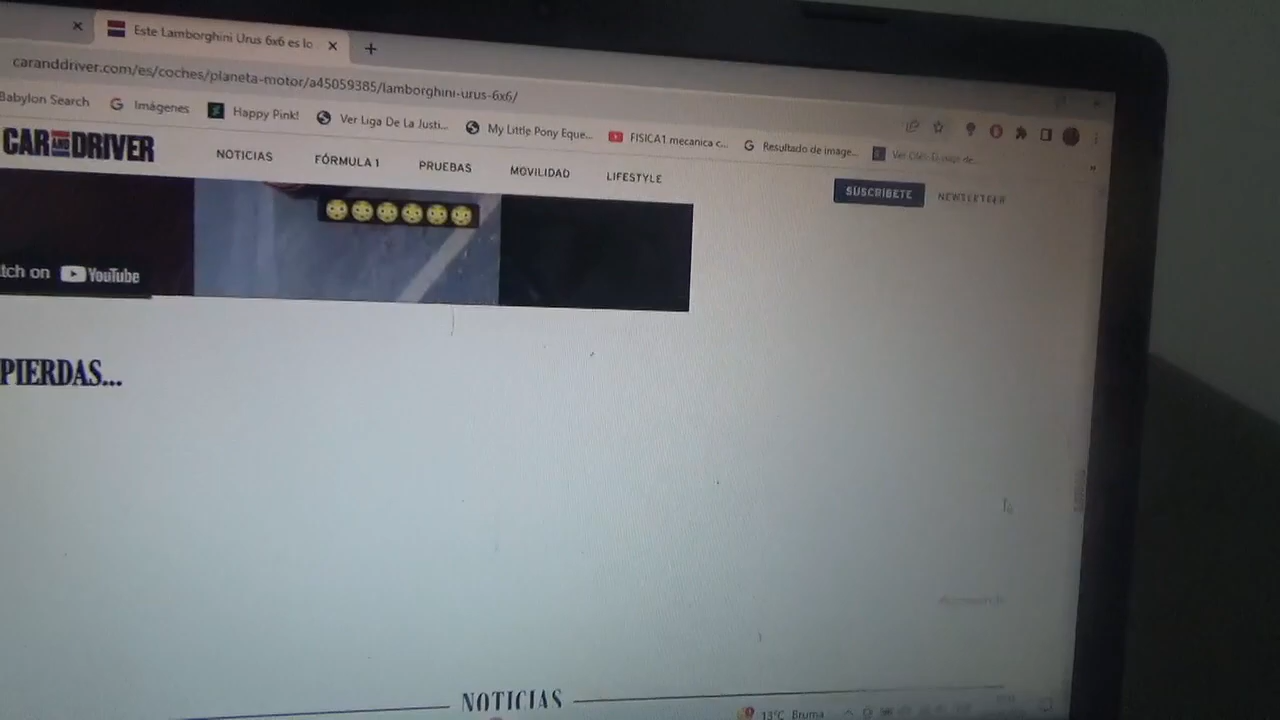 Este Lamborghini Urus 6x6 es lo
caranddriver.com/es/coches/planeta-motor/a45059385/lamborghini-urus-6x6/
Babylon Search Imágenes Happy Pink! Ver Liga De La Justi... My Little Pony Eque... FISICA1 mecanica c... Resultado de image...
CAR AND DRIVER NOTICIAS FÓRMULA 1 PRUEBAS MOVILIDAD LIFESTYLE SUSCRÍBETE NEWSLETTER
tch on YouTube
PIERDAS...
NOTICIAS
13°C Bruma